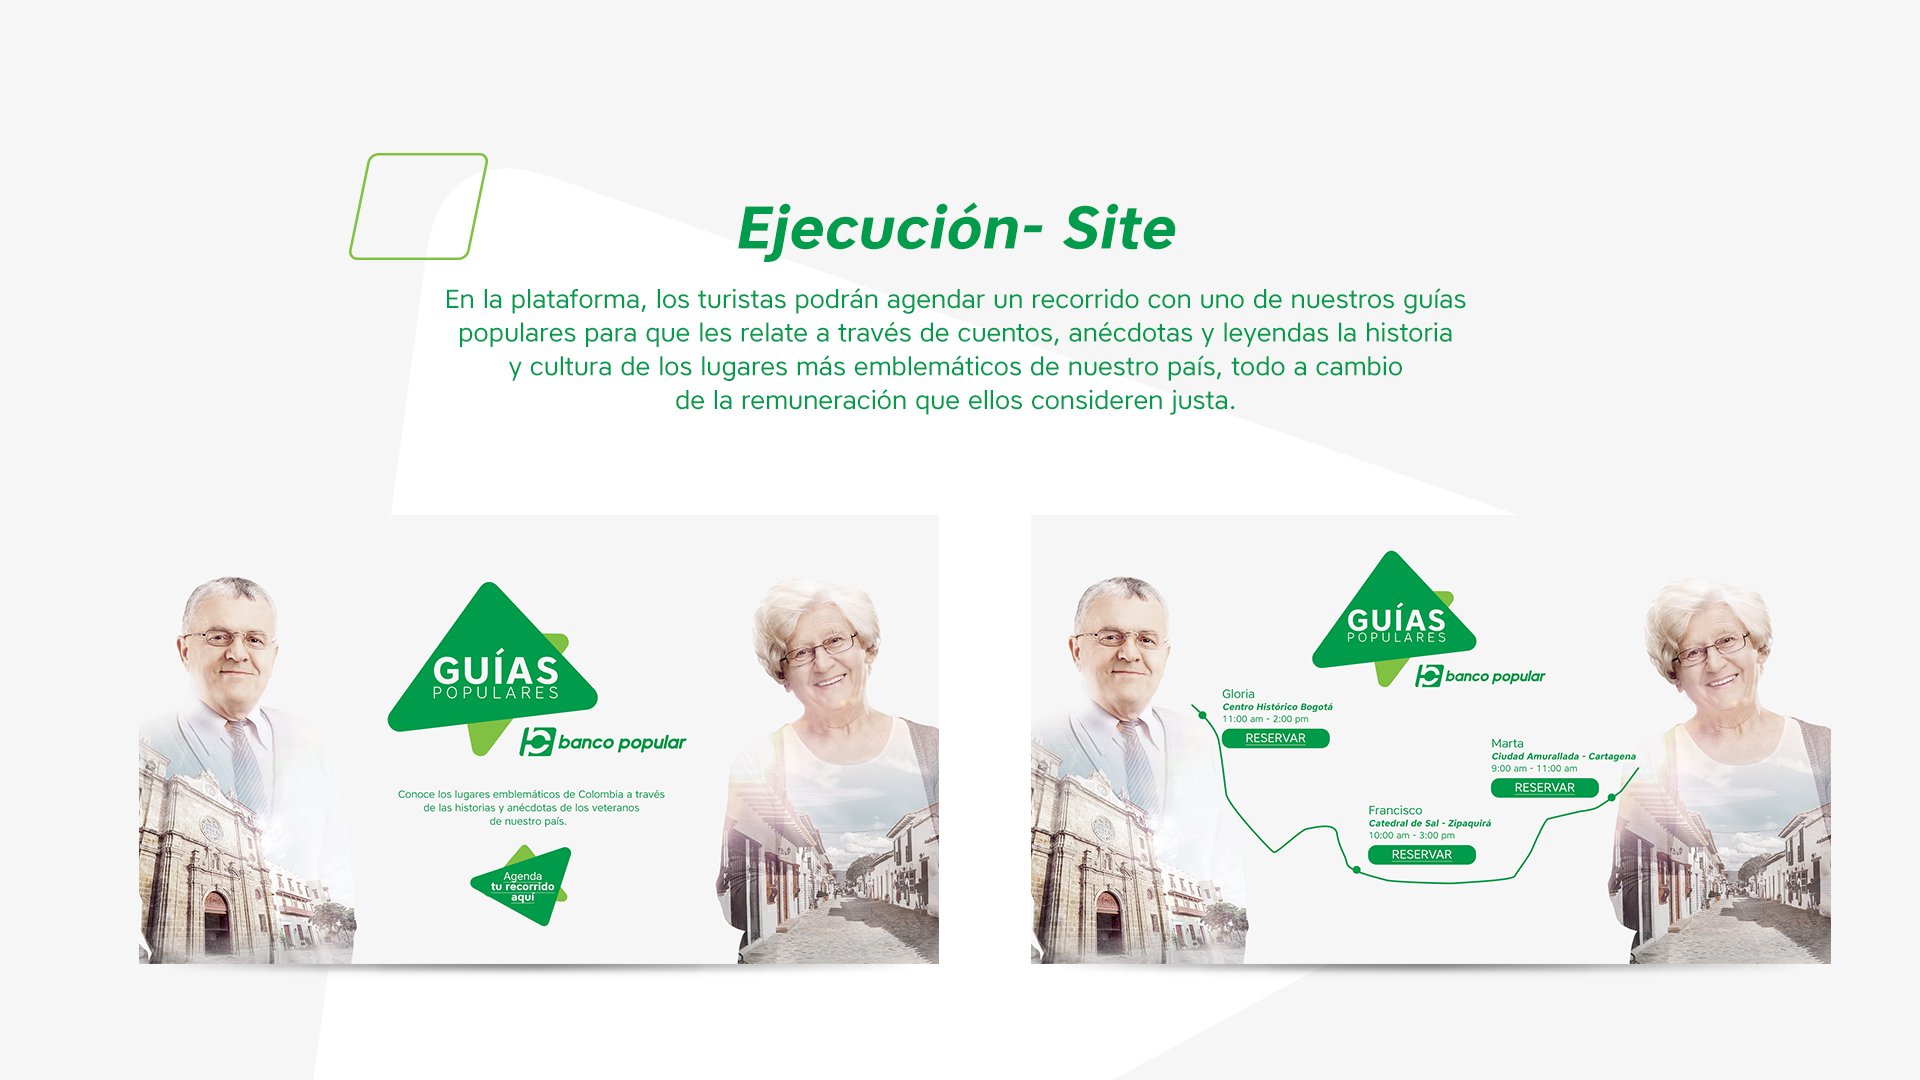 Ejecución- Site
En la plataforma, los turistas podrán agendar un recorrido con uno de nuestros guías
populares para que les relate a través de cuentos, anécdotas y leyendas la historia
y cultura de los lugares más emblemáticos de nuestro país, todo a cambio
de la remuneración que ellos consideren justa.
GUÍAS
POPULARES
banco popular
Conoce los lugares emblemáticos de Colombia a través
de las historias y anécdotas de los veteranos
de nuestro país.
Agenda
tu recorrido
aquí
GUÍAS
POPULARES
banco popular
Gloria
Centro Histórico Bogotá
11:00 am - 2:00 pm
RESERVAR
Marta
Ciudad Amurallada - Cartagena
9:00 am - 11:00 am
RESERVAR
Francisco
Catedral de Sal - Zipaquirá
10:00 am - 3:00 pm
RESERVAR